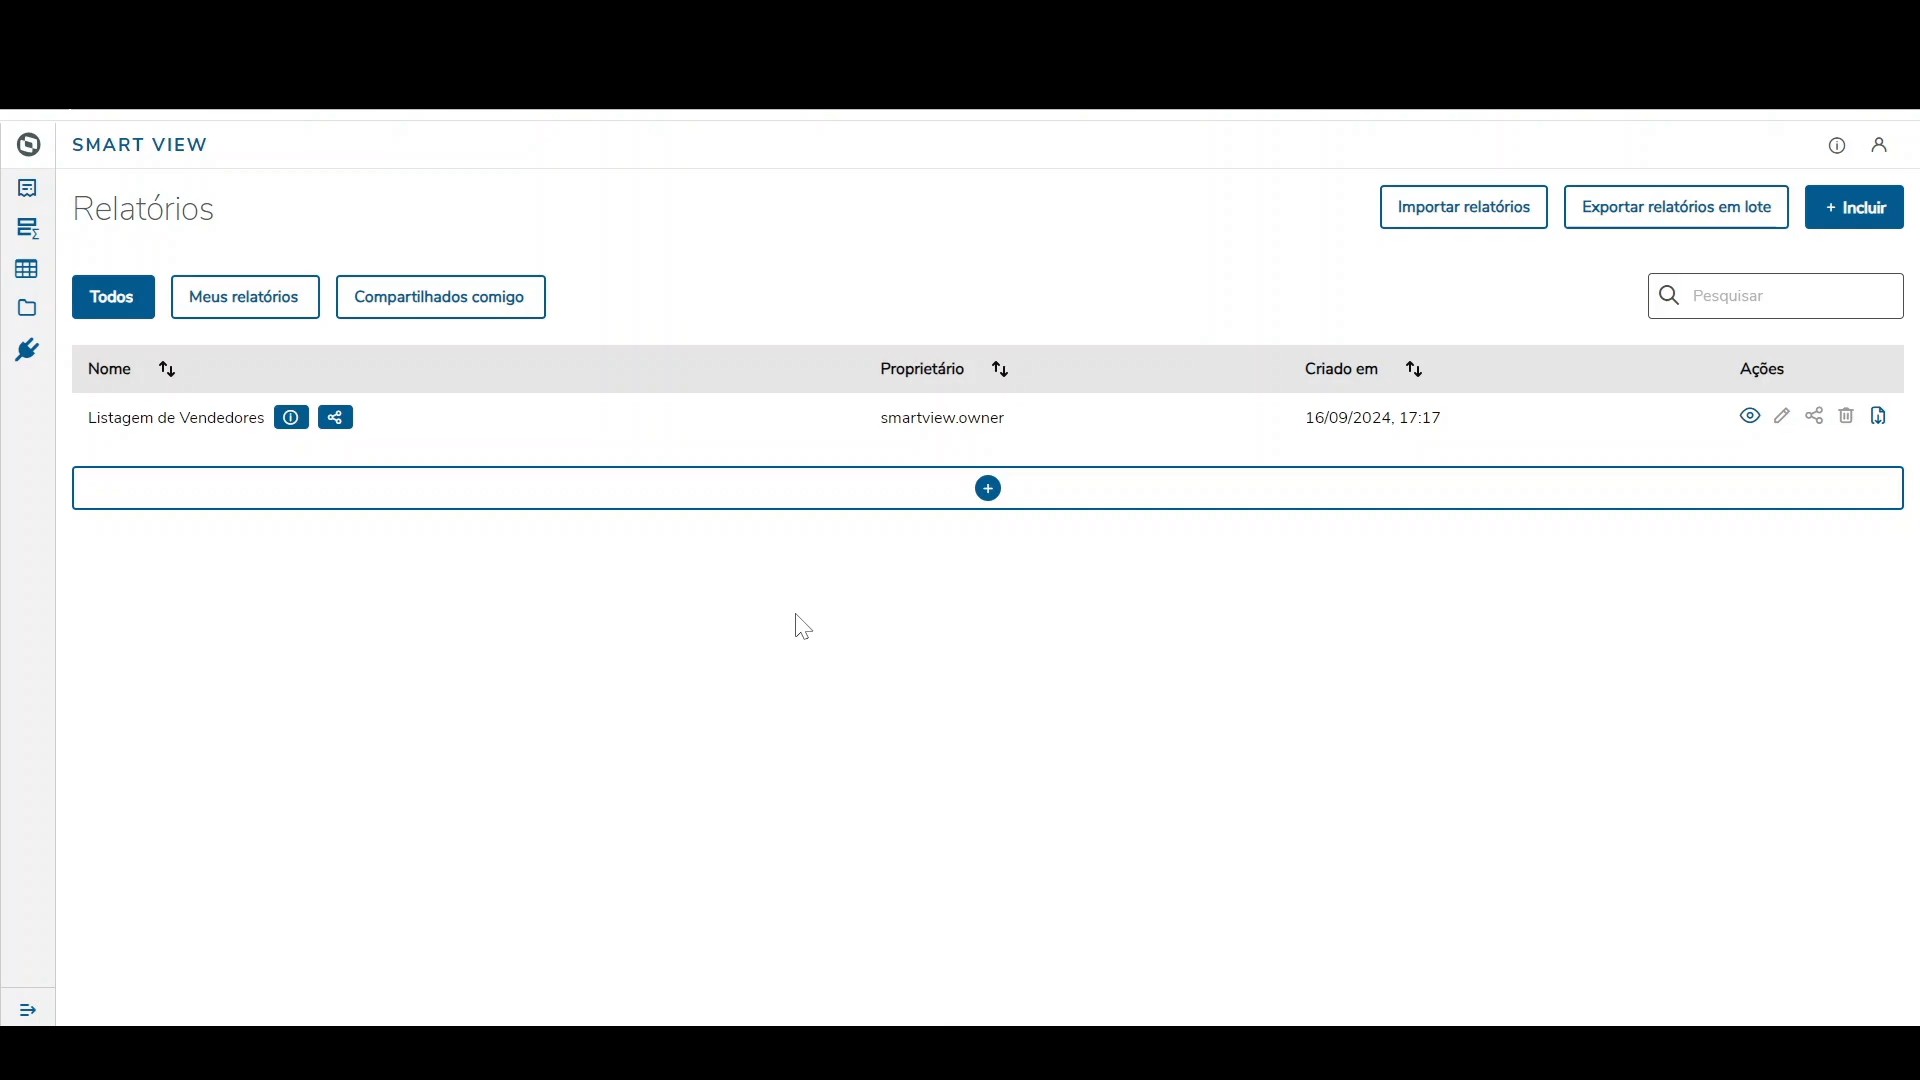 SMART VIEW
Relatórios
Importar relatórios
Exportar relatórios em lote
+ Incluir
Todos
Meus relatórios
Compartilhados comigo
Pesquisar
Nome
Proprietário
Criado em
Ações
Listagem de Vendedores
smartview.owner
16/09/2024, 17:17